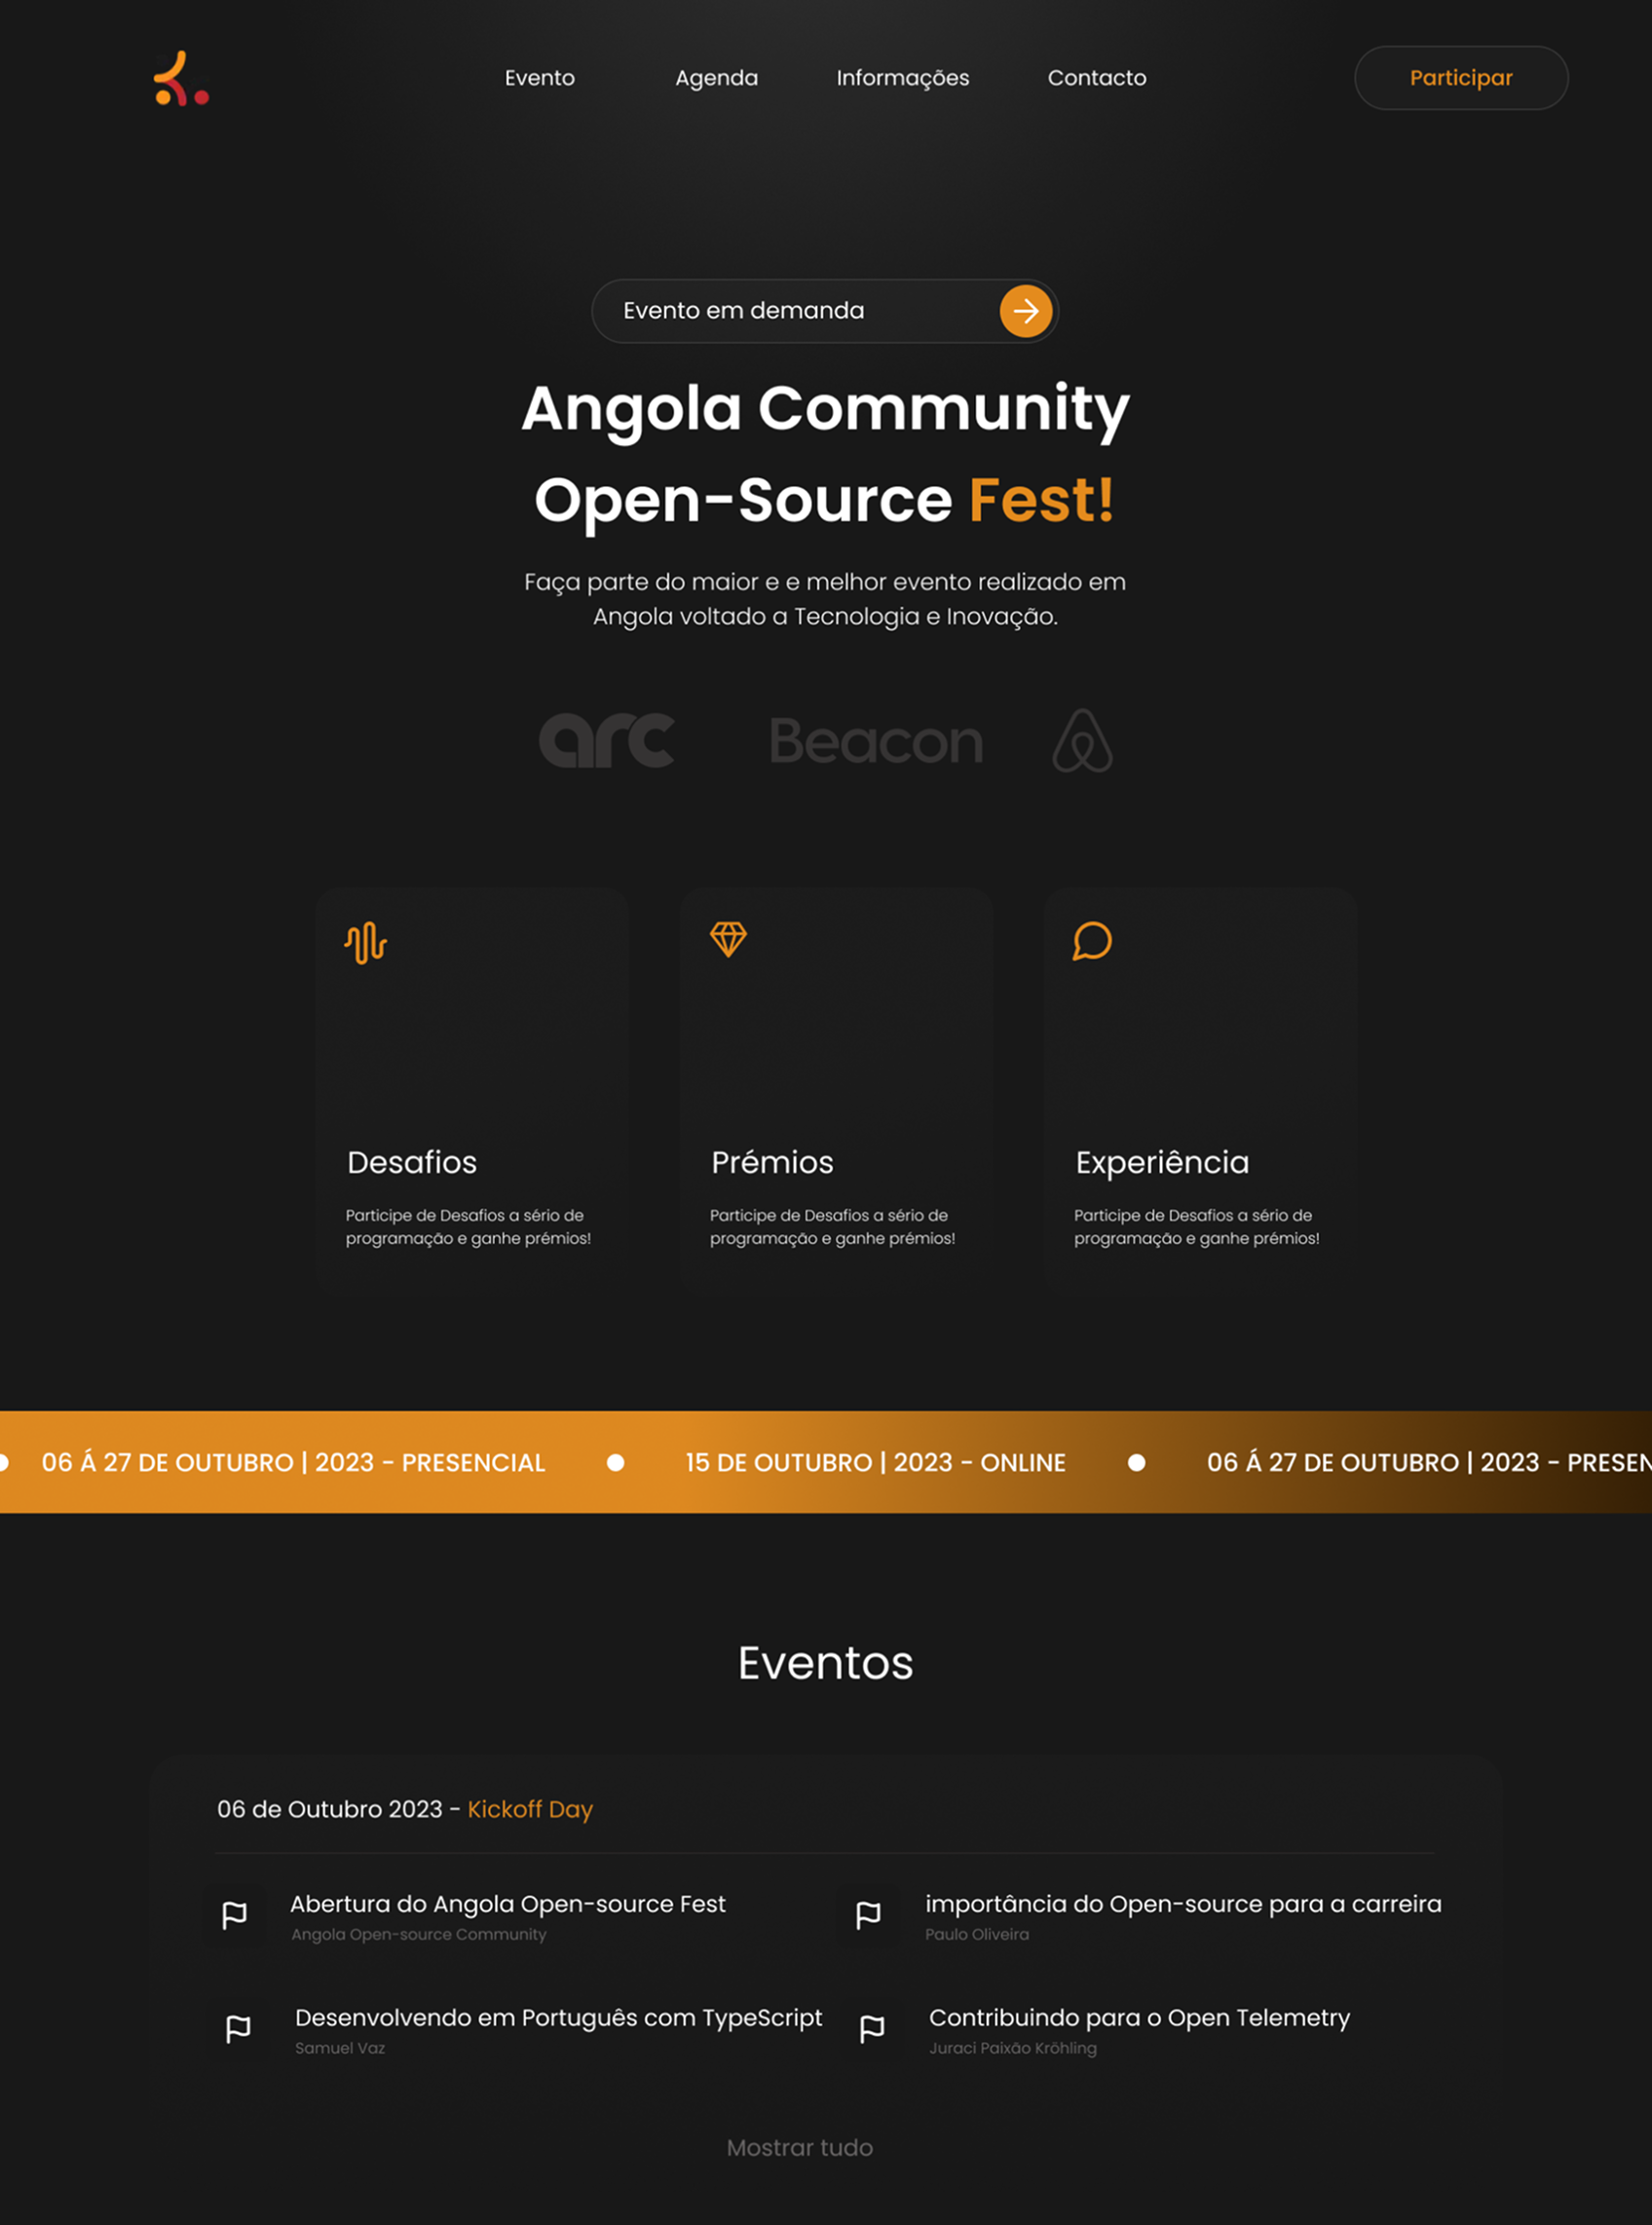 Evento
Agenda
Informações
Contacto
Participar
Evento em demanda
Angola Community
Open-Source Fest!
Faça parte do maior e e melhor evento realizado em
Angola voltado a Tecnologia e Inovação.
arc
Beacon
Desafios
Participe de Desafios a sério de
programação e ganhe prémios!
Prémios
Participe de Desafios a sério de
programação e ganhe prémios!
Experiência
Participe de Desafios a sério de
programação e ganhe prémios!
06 Á 27 DE OUTUBRO | 2023 - PRESENCIAL
15 DE OUTUBRO | 2023 - ONLINE
06 Á 27 DE OUTUBRO | 2023 - PRESEN
Eventos
06 de Outubro 2023 - Kickoff Day
Abertura do Angola Open-source Fest
Angola Open-source Community
importância do Open-source para a carreira
Paulo Oliveira
Desenvolvendo em Português com TypeScript
Samuel Vaz
Contribuindo para o Open Telemetry
Juraci Paixão Kröhling
Mostrar tudo